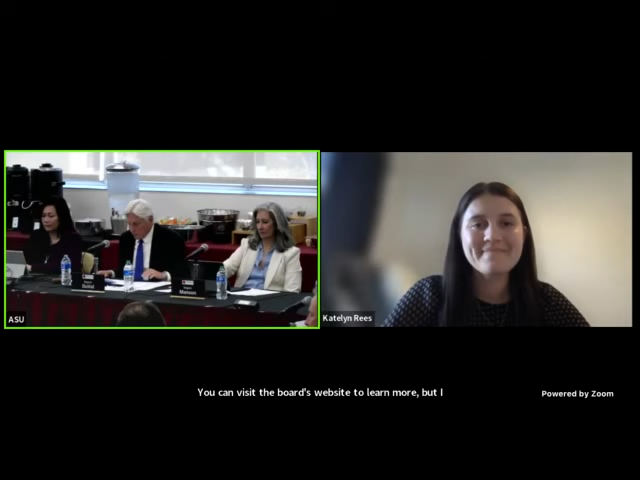 ASU
Katelyn Rees
You can visit the board's website to learn more, but I
Powered by Zoom